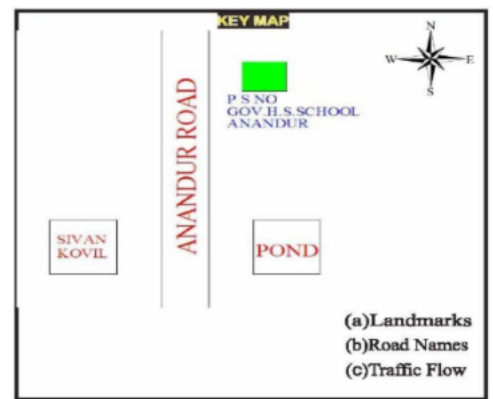 KEY MAP
N
W
E
S
P S NO
GOV.H.S.SCHOOL
ANANDUR
ANANDUR ROAD
SIVAN
KOVIL
POND
(a)Landmarks
(b)Road Names
(c)Traffic Flow